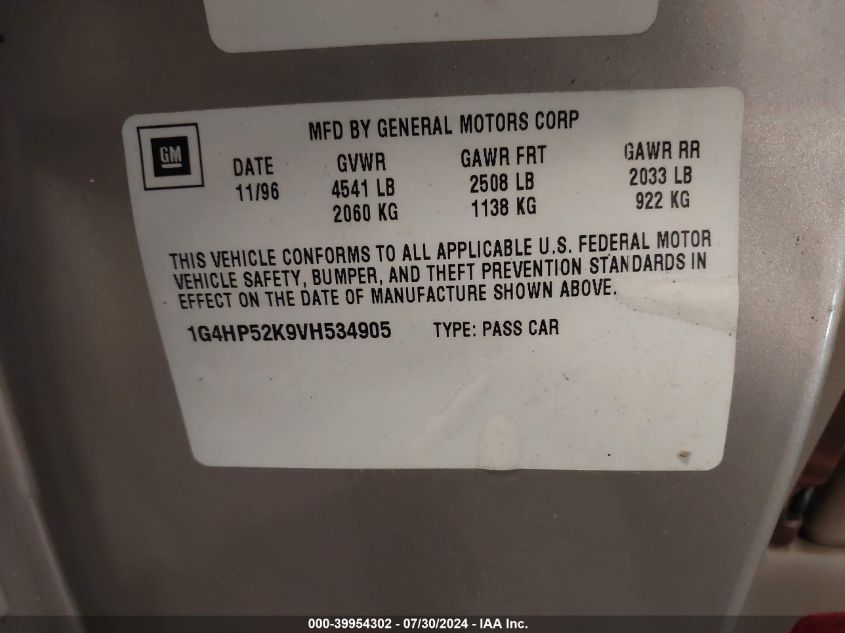 MFD BY GENERAL MOTORS CORP
GM
DATE GVWR GAWR FRT GAWR RR
11/96 4541 LB 2508 LB 2033 LB
2060 KG 1138 KG 922 KG
THIS VEHICLE CONFORMS TO ALL APPLICABLE U.S. FEDERAL MOTOR
VEHICLE SAFETY, BUMPER, AND THEFT PREVENTION STANDARDS IN
EFFECT ON THE DATE OF MANUFACTURE SHOWN ABOVE.
1G4HP52K9VH534905 TYPE: PASS CAR
000-39954302 - 07/30/2024 - IAA Inc.